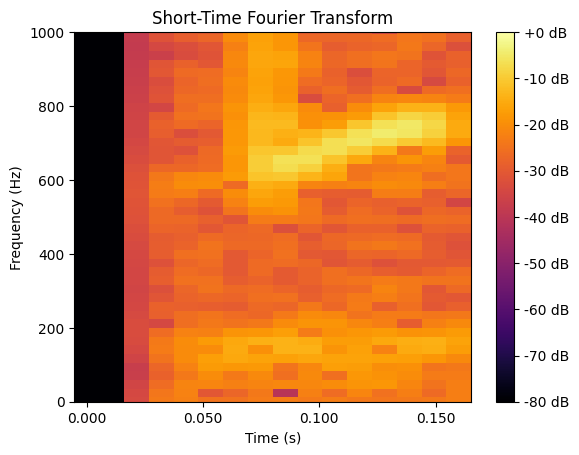 Short-Time Fourier Transform
1000
800
600
400
200
0
Frequency (Hz)
0.000
0.050
0.100
0.150
Time (s)
+0 dB
-10 dB
-20 dB
-30 dB
-40 dB
-50 dB
-60 dB
-70 dB
-80 dB